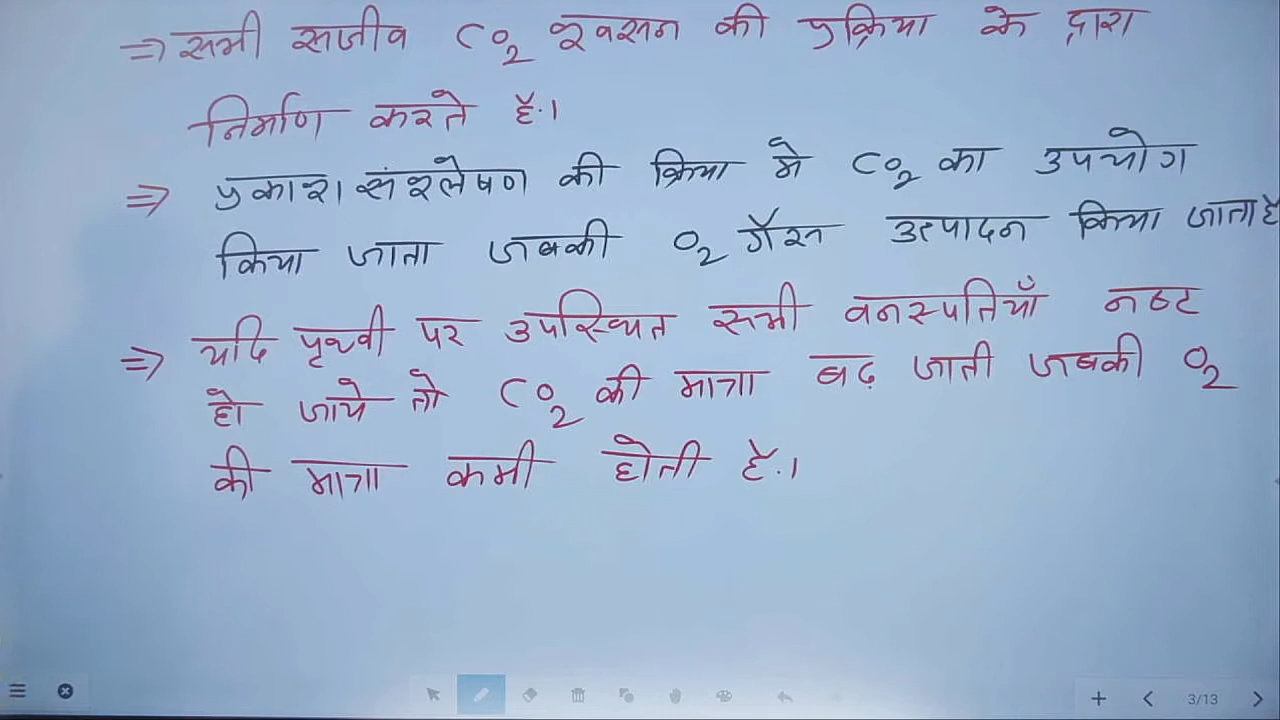 ⇒ सभी सजीव CO₂ श्वसन की प्रक्रिया के द्वारा
निर्माण करते हैं.।
⇒ प्रकाश संश्लेषण की क्रिया मे CO₂ का उपयोग
किया जाता जबकी O₂ गैस उत्पादन किया जाता है
⇒ यदि पृथ्वी पर उपस्थित सभी वनस्पतियाँ नष्ट
हो जाये तो CO₂ की मात्रा बढ़ जाती जबकी O₂
की मात्रा कमी होती है.।
3/13